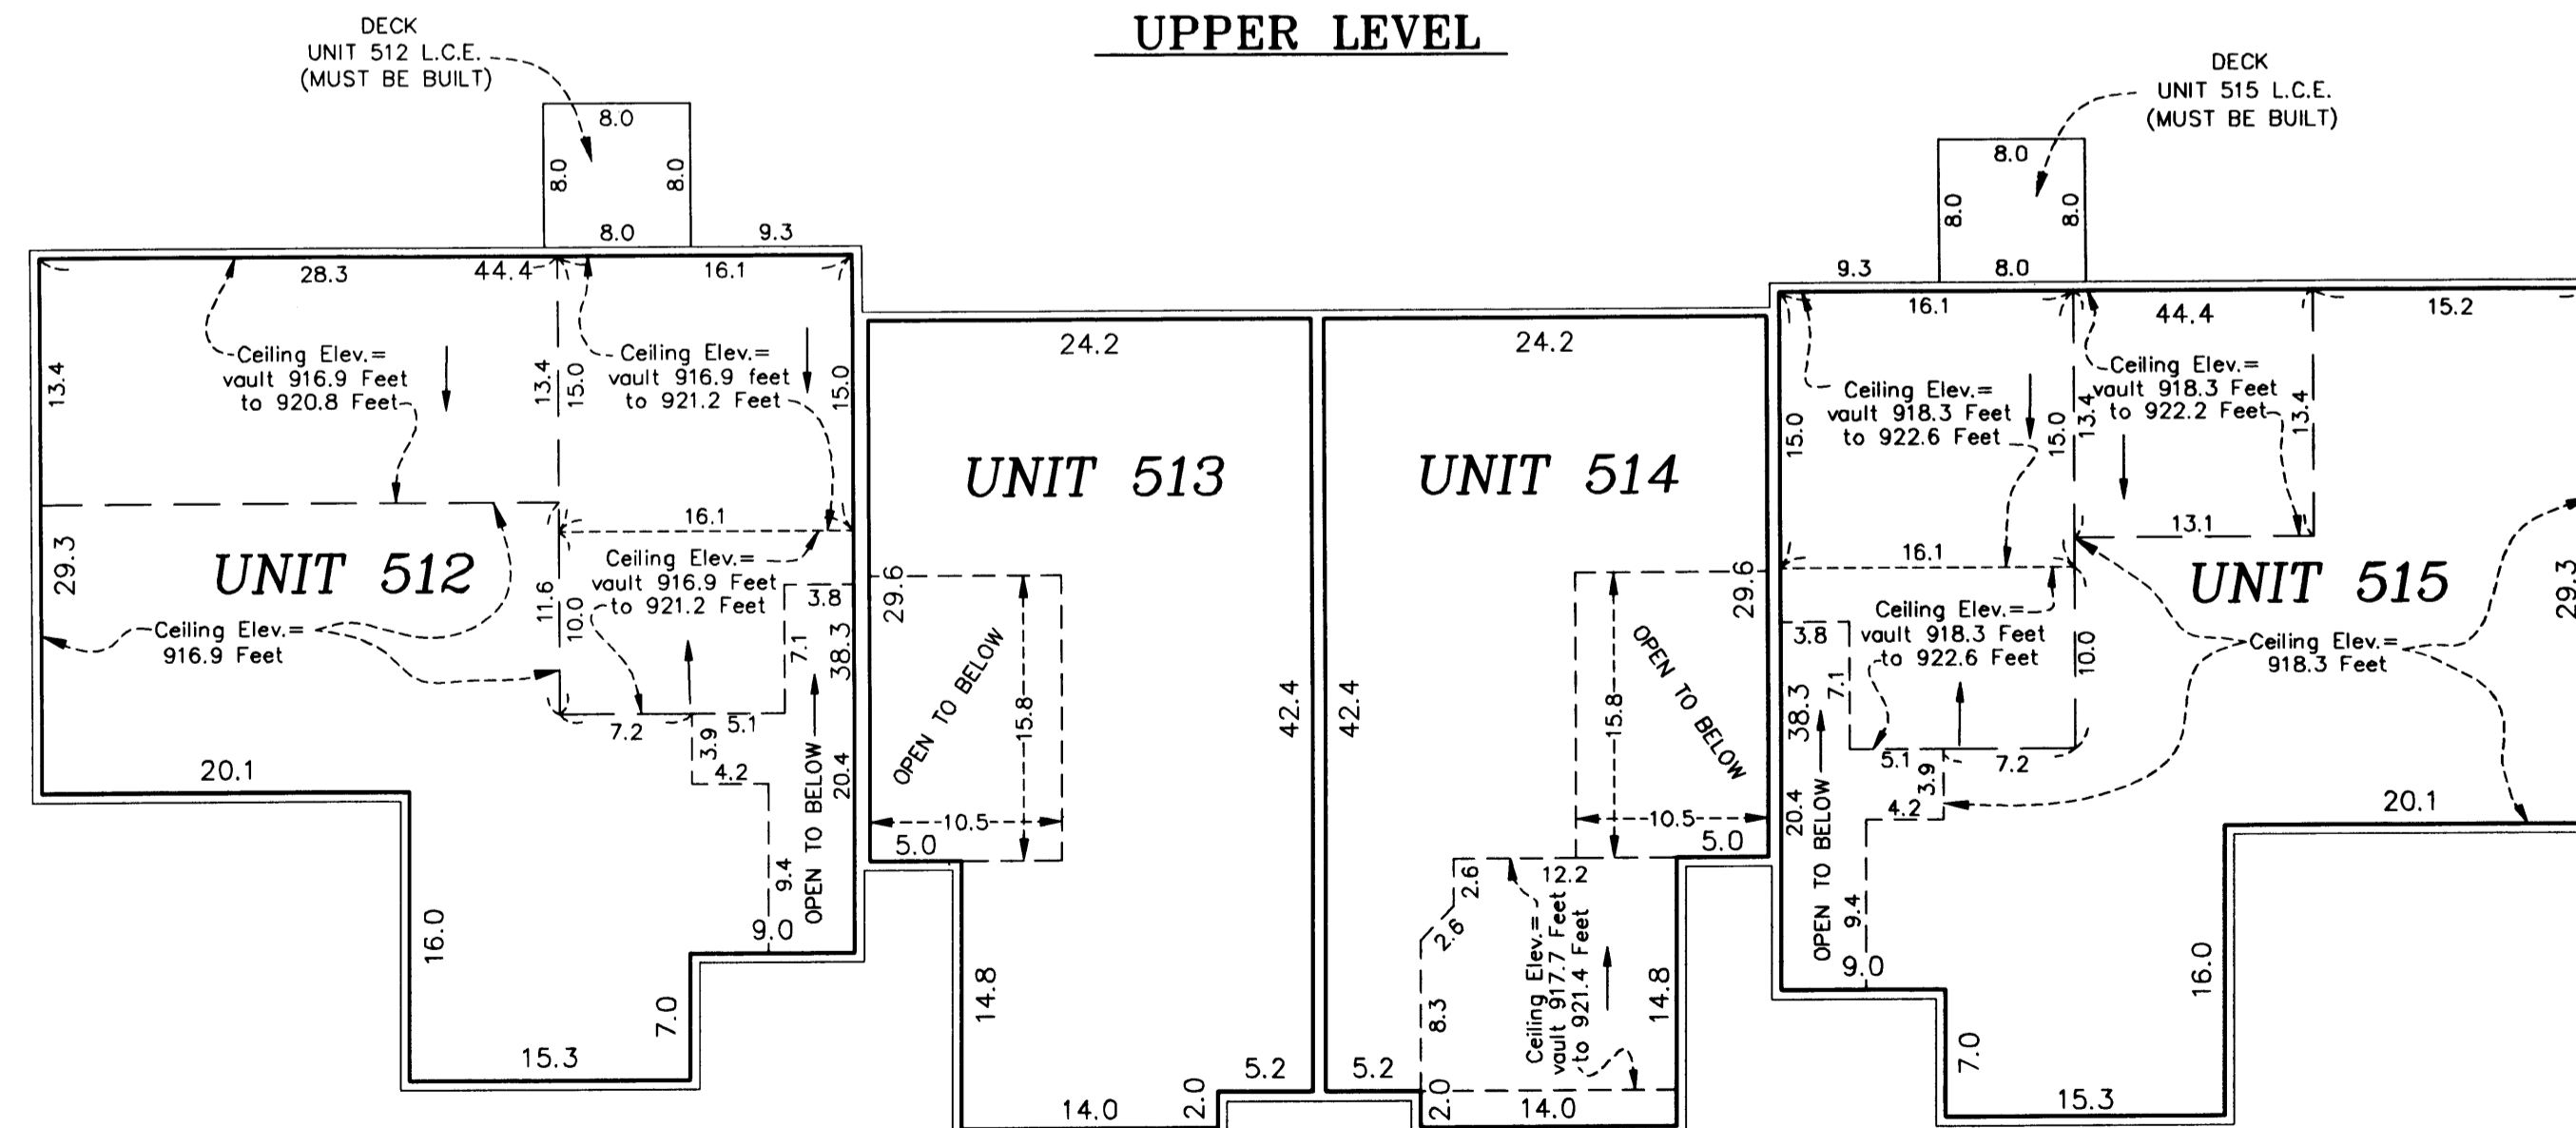 UPPER LEVEL
DECK
UNIT 512 L.C.E.
(MUST BE BUILT)
8.0
8.0
8.0
8.0
9.3
28.3
44.4
16.1
13.4
Ceiling Elev.=
vault 916.9 Feet
to 920.8 Feet
13.4
15.0
Ceiling Elev.=
vault 916.9 feet
to 921.2 Feet
15.0
16.1
29.3
UNIT 512
11.6
10.0
Ceiling Elev.=
vault 916.9 Feet
to 921.2 Feet
3.8
7.1
38.3
Ceiling Elev.=
916.9 Feet
7.2
5.1
3.9
4.2
20.4
OPEN TO BELOW
20.1
9.4
9.0
16.0
7.0
15.3
24.2
UNIT 513
29.6
OPEN TO BELOW
15.8
10.5
5.0
42.4
14.8
5.2
2.0
14.0
24.2
UNIT 514
29.6
OPEN TO BELOW
15.8
10.5
5.0
42.4
12.2
2.6
2.6
8.3
Ceiling Elev.=
vault 917.7 Feet
to 921.4 Feet
14.8
5.2
2.0
14.0
DECK
UNIT 515 L.C.E.
(MUST BE BUILT)
8.0
8.0
8.0
8.0
9.3
16.1
44.4
15.2
15.0
Ceiling Elev.=
vault 918.3 Feet
to 922.6 Feet
15.0
13.4
Ceiling Elev.=
vault 918.3 Feet
to 922.2 Feet
13.4
13.1
16.1
UNIT 515
29.3
3.8
7.1
Ceiling Elev.=
vault 918.3 Feet
to 922.6 Feet
10.0
Ceiling Elev.=
918.3 Feet
38.3
5.1
7.2
3.9
4.2
20.4
OPEN TO BELOW
20.1
9.4
9.0
16.0
7.0
15.3